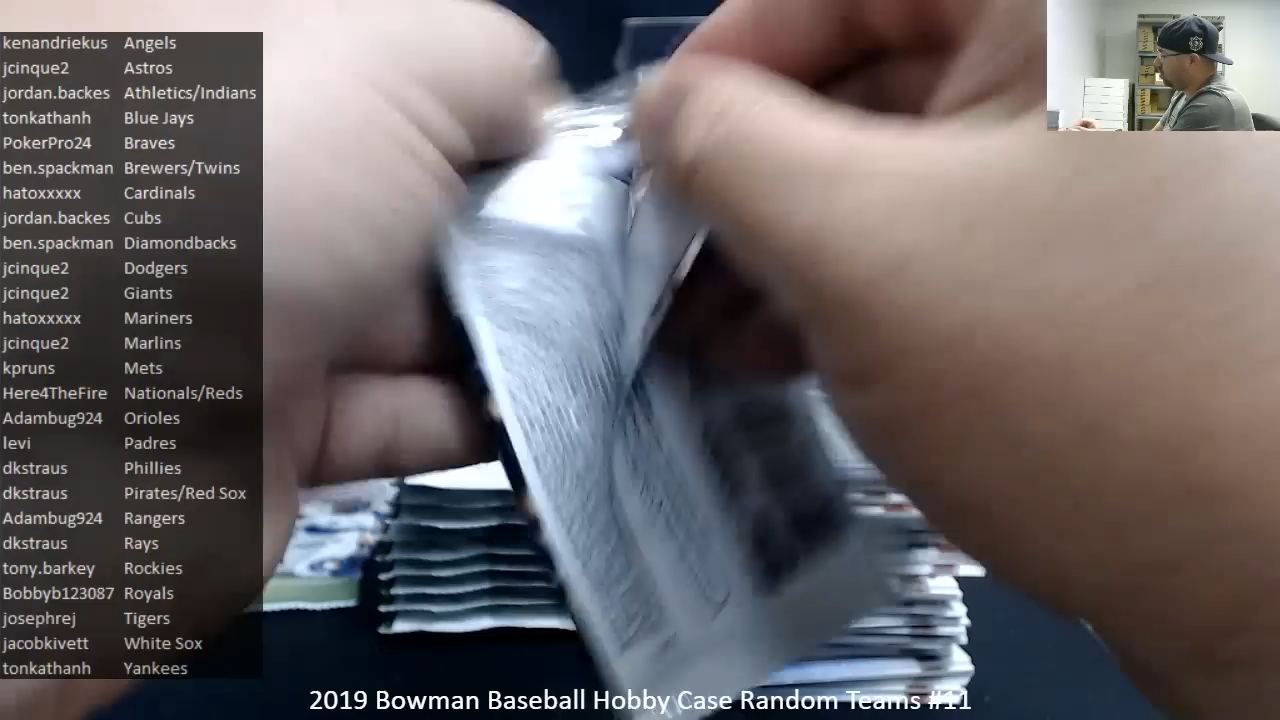 kenandriekus Angels
jcinque2 Astros
jordan.backes Athletics/Indians
tonkathanh Blue Jays
PokerPro24 Braves
ben.spackman Brewers/Twins
hatoxxxxx Cardinals
jordan.backes Cubs
ben.spackman Diamondbacks
jcinque2 Dodgers
jcinque2 Giants
hatoxxxxx Mariners
jcinque2 Marlins
kpruns Mets
Here4TheFire Nationals/Reds
Adambug924 Orioles
levi Padres
dkstraus Phillies
dkstraus Pirates/Red Sox
Adambug924 Rangers
dkstraus Rays
tony.barkey Rockies
Bobbyb123087 Royals
josephrej Tigers
jacobkivett White Sox
tonkathanh Yankees
2019 Bowman Baseball Hobby Case Random Teams #11